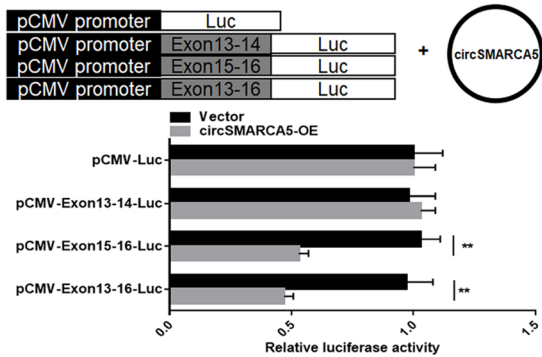 pCMV promoter Luc
pCMV promoter Exon13-14 Luc
pCMV promoter Exon15-16 Luc
pCMV promoter Exon13-16 Luc
+ circSMARCA5
Vector
circSMARCA5-OE
pCMV-Luc
pCMV-Exon13-14-Luc
pCMV-Exon15-16-Luc **
pCMV-Exon13-16-Luc **
0.0 0.5 1.0 1.5
Relative luciferase activity